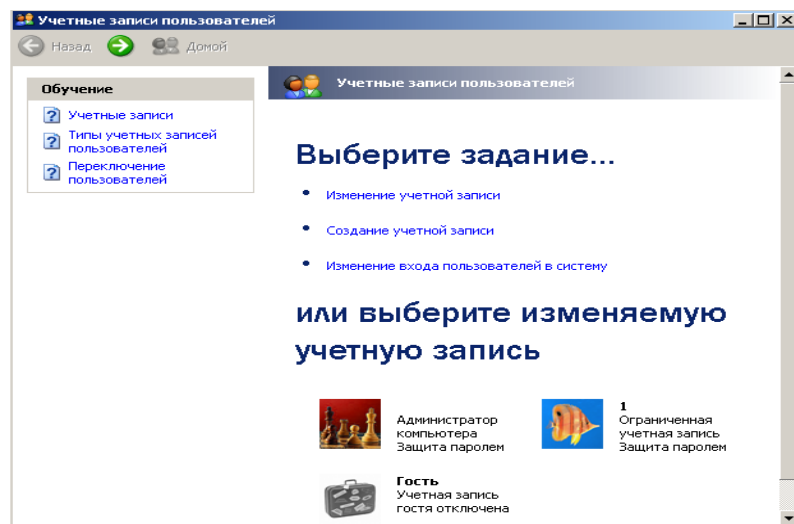 Учетные записи пользователей
Назад
Домой
Обучение
Учетные записи
Типы учетных записей
пользователей
Переключение
пользователей
Учетные записи пользователей
Выберите задание...
Изменение учетной записи
Создание учетной записи
Изменение входа пользователей в систему
или выберите изменяемую
учетную запись
Администратор
компьютера
Защита паролем
1
Ограниченная
учетная запись
Защита паролем
Гость
Учетная запись
гостя отключена